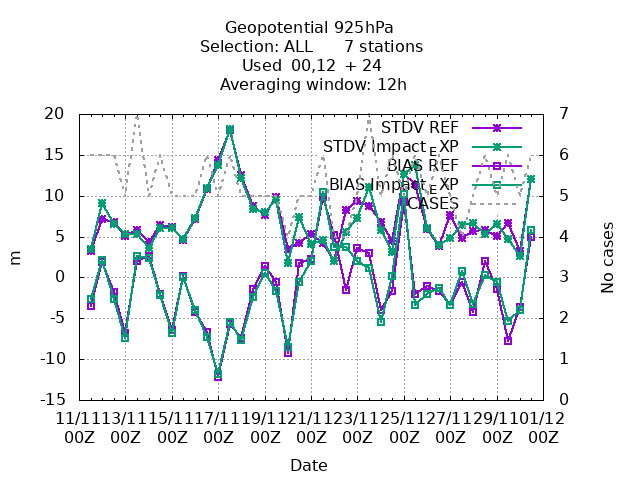 Geopotential 925hPa
Selection: ALL 7 stations
Used 00,12 + 24
Averaging window: 12h
STDV REF
STDV Impact_EXP
BIAS REF
BIAS Impact_EXP
CASES
20
15
10
5
0
-5
-10
-15
m
7
6
5
4
3
2
1
0
No cases
11/11 13/11 15/11 17/11 19/11 21/11 23/11 25/11 27/11 29/11 01/12
00Z 00Z 00Z 00Z 00Z 00Z 00Z 00Z 00Z 00Z 00Z
Date